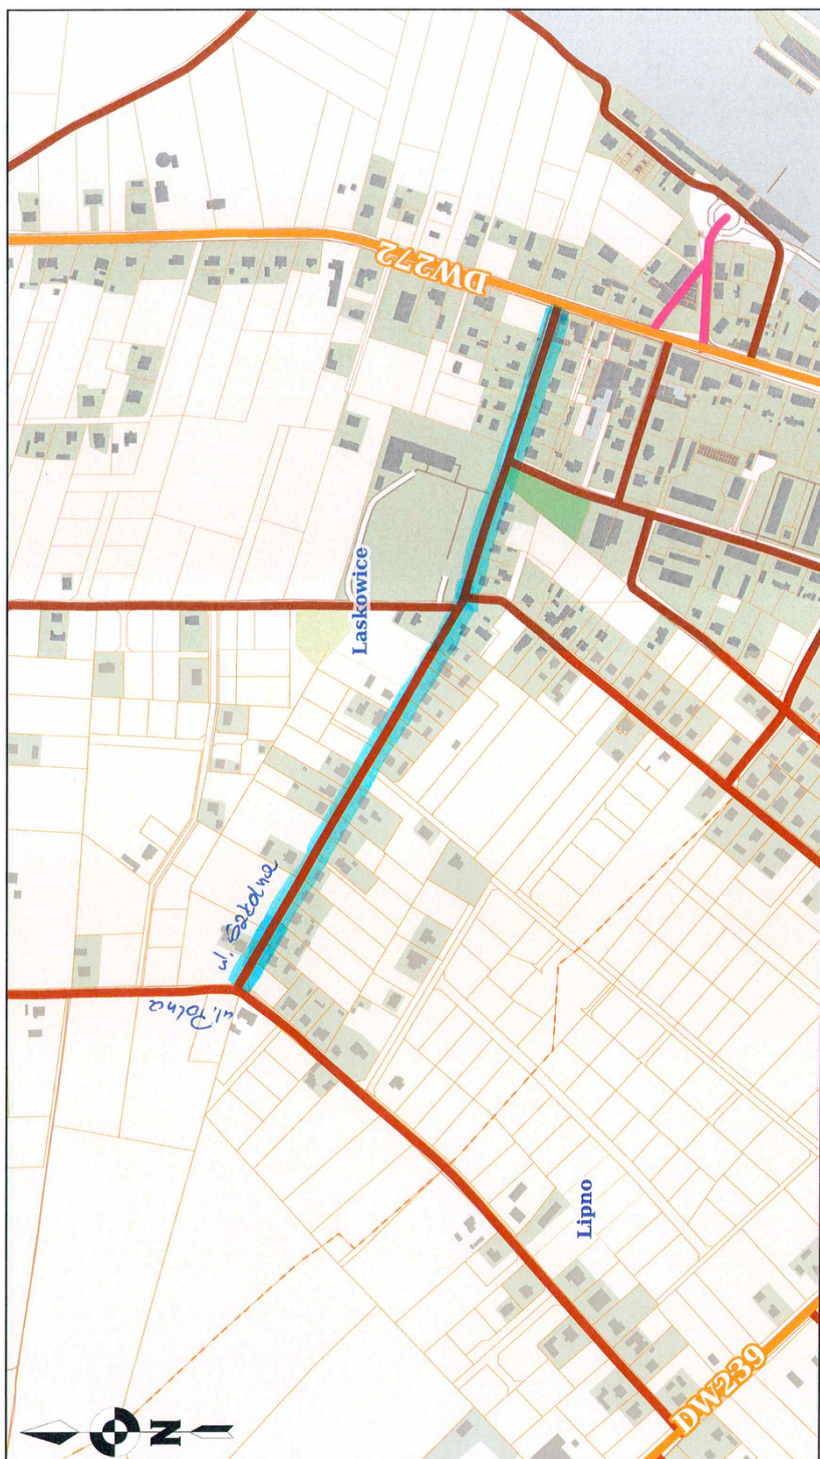 DW272
Laskowice
ul. Szkolna
ul. Polna
Lipno
DW239
N